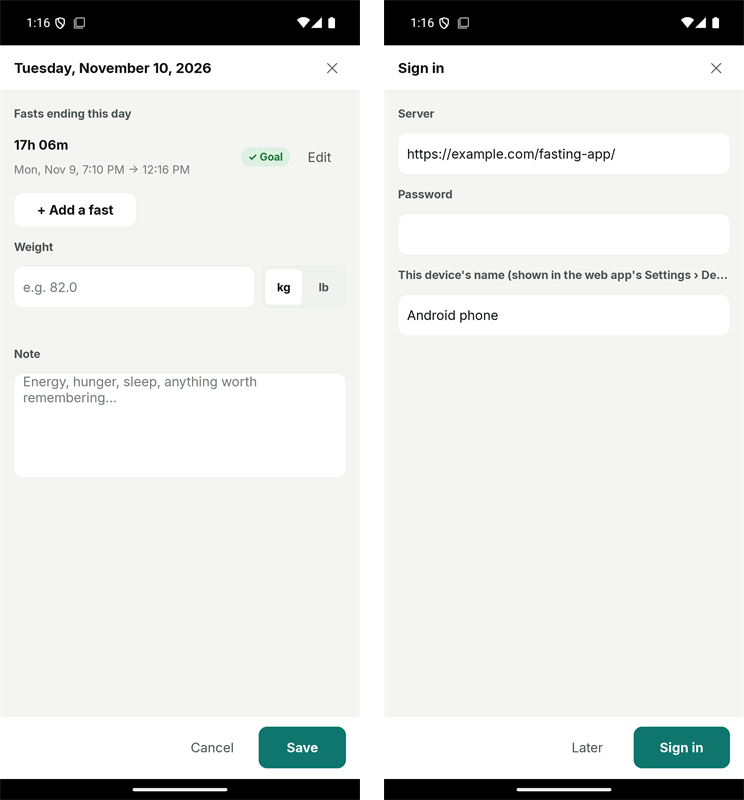 1:16
Tuesday, November 10, 2026
Fasts ending this day
17h 06m
Mon, Nov 9, 7:10 PM → 12:16 PM
✓ Goal
Edit
+ Add a fast
Weight
e.g. 82.0
kg
lb
Note
Energy, hunger, sleep, anything worth
remembering...
Cancel
Save
1:16
Sign in
Server
https://example.com/fasting-app/
Password
This device's name (shown in the web app's Settings › De...
Android phone
Later
Sign in